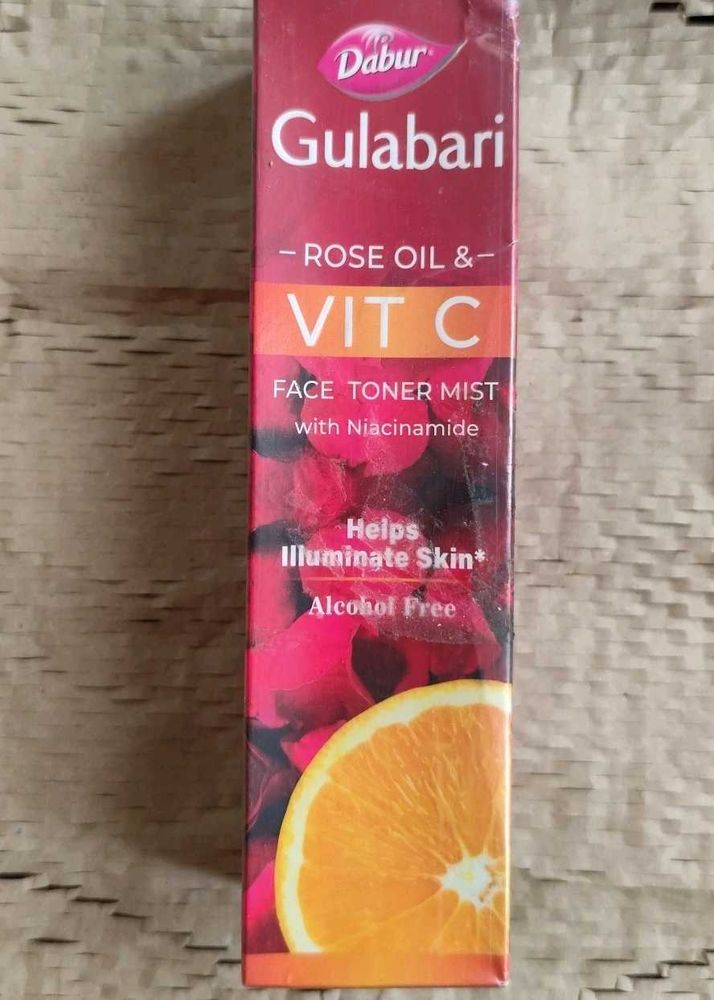 Dabur
Gulabari
– ROSE OIL & –
VIT C
FACE TONER MIST
with Niacinamide
Helps
Illuminate Skin*
Alcohol Free